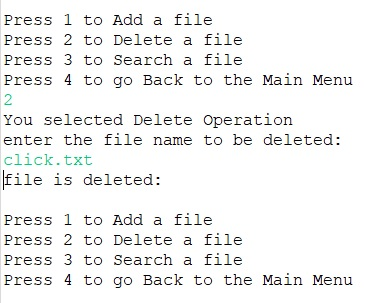 Press 1 to Add a file
Press 2 to Delete a file
Press 3 to Search a file
Press 4 to go Back to the Main Menu
2
You selected Delete Operation
enter the file name to be deleted:
click.txt
file is deleted:
Press 1 to Add a file
Press 2 to Delete a file
Press 3 to Search a file
Press 4 to go Back to the Main Menu